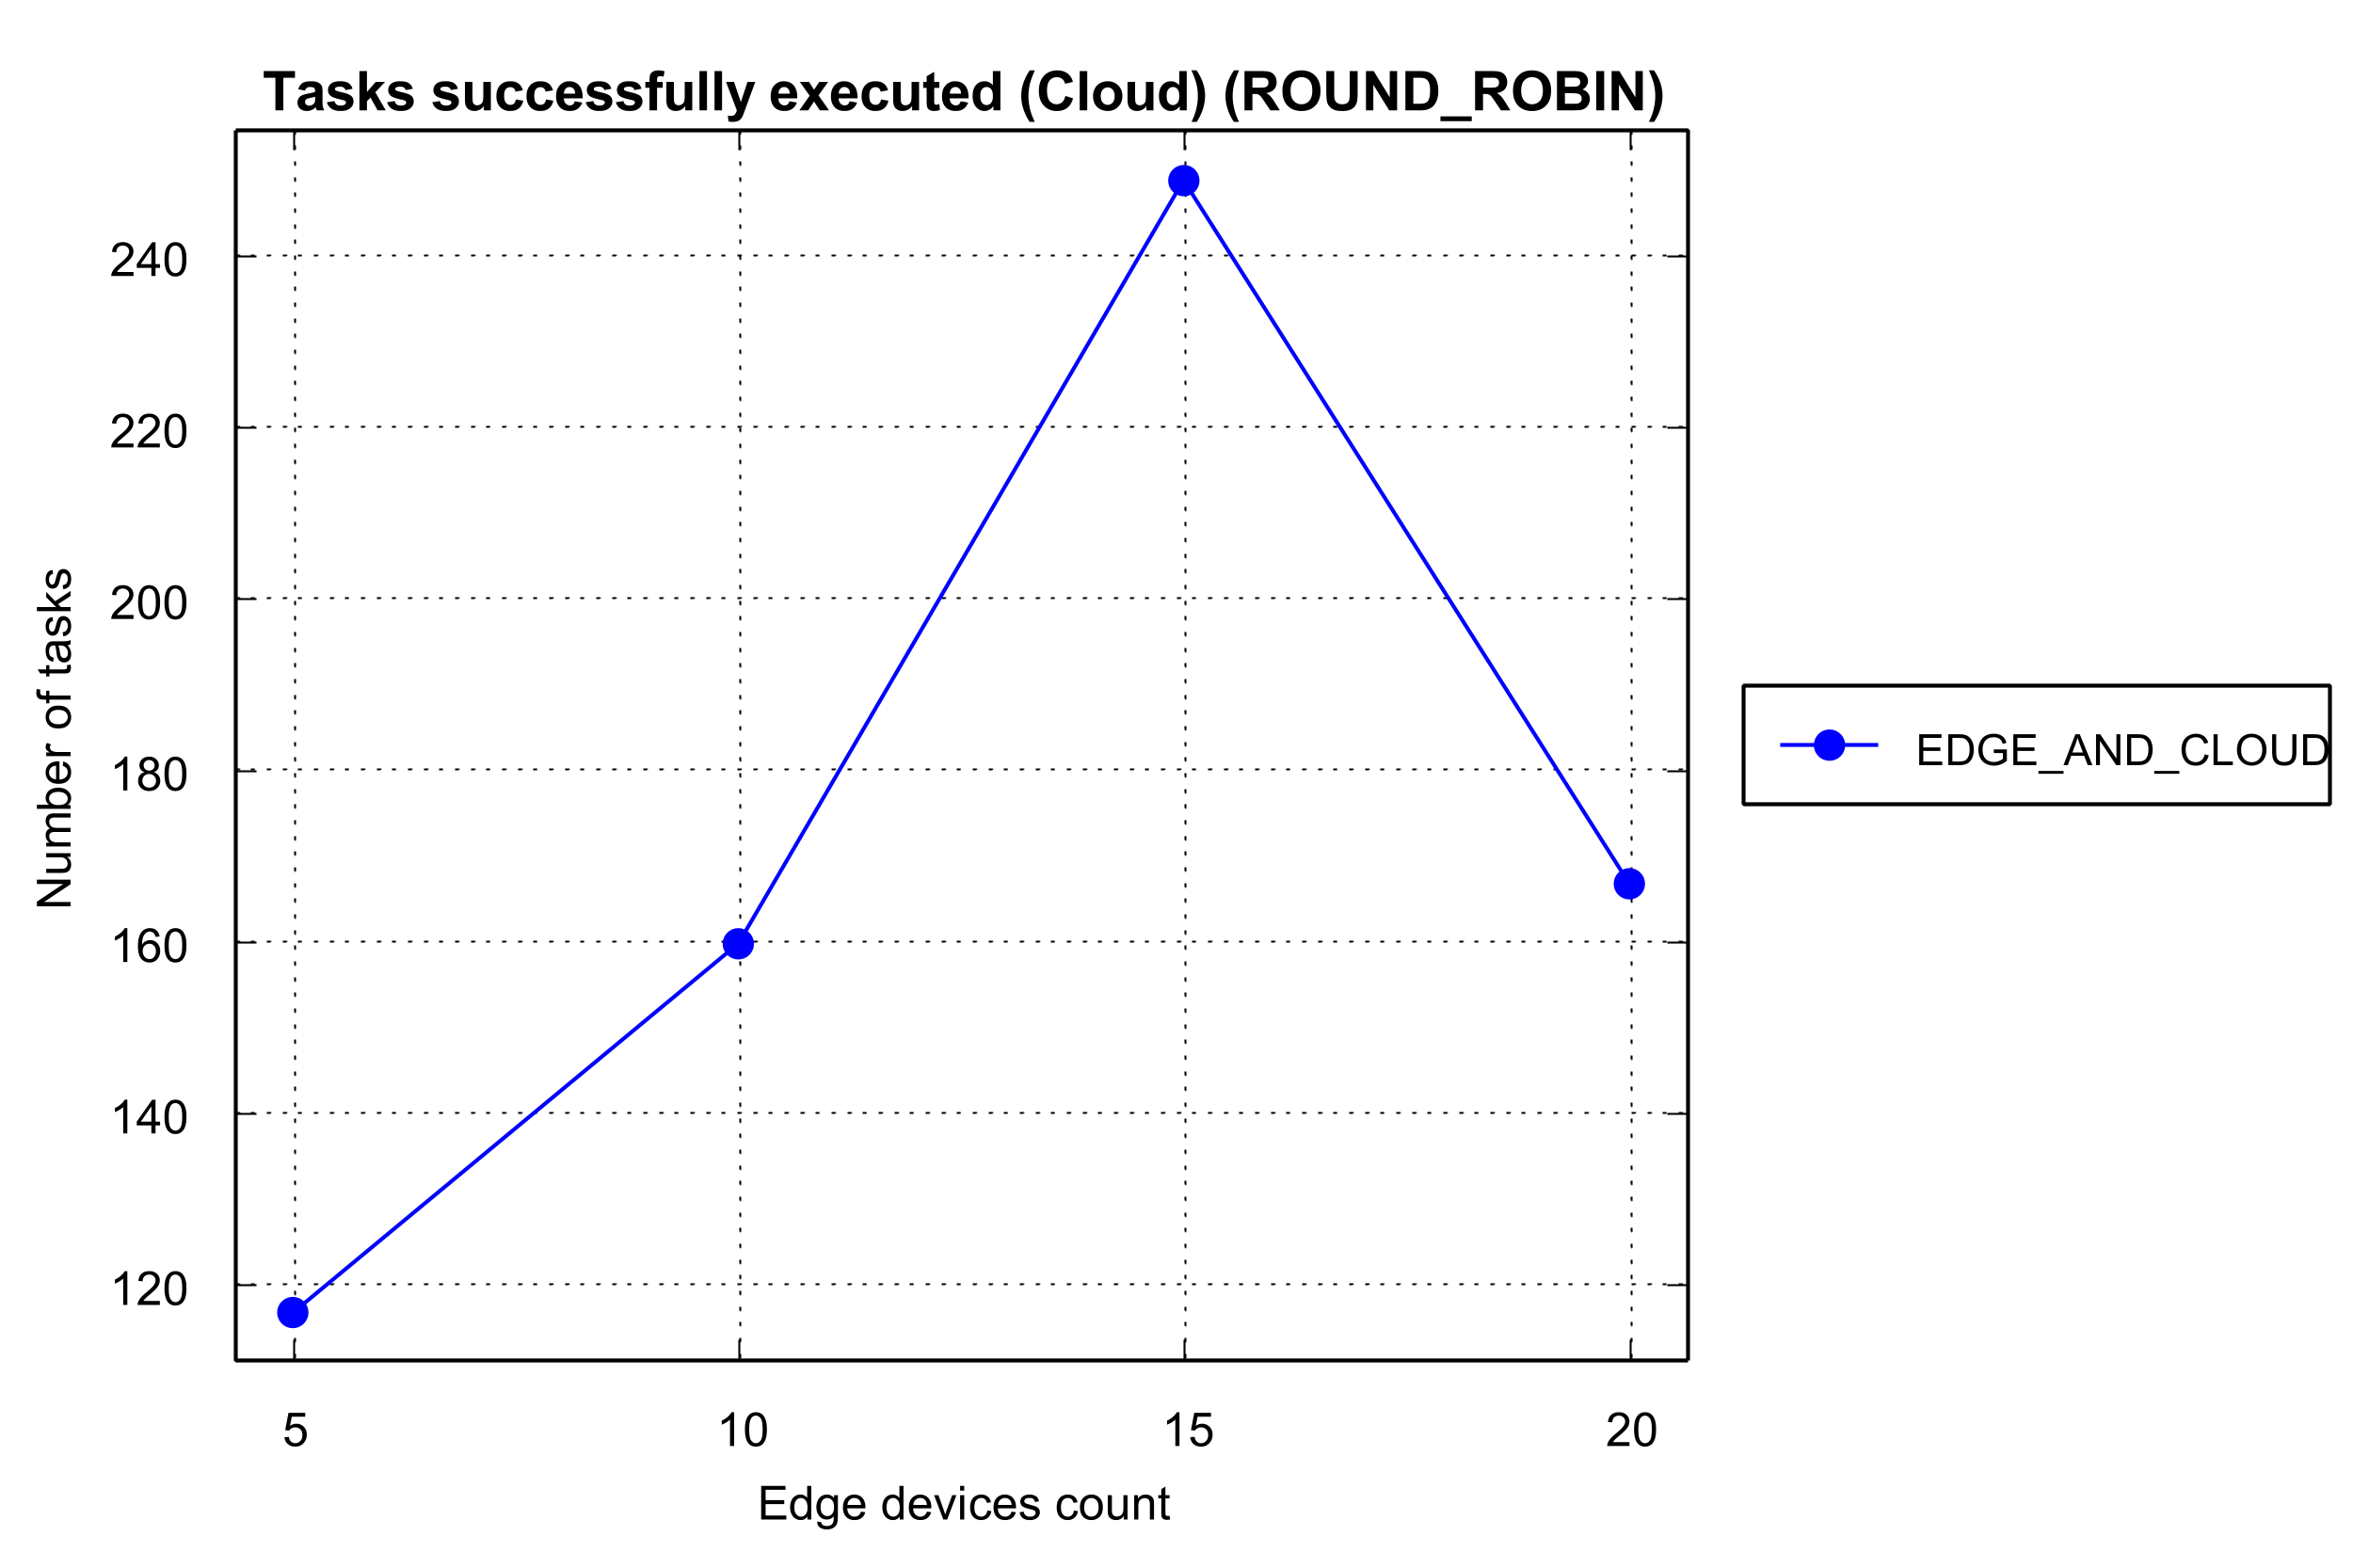 Tasks successfully executed (Cloud) (ROUND_ROBIN)
240
220
200
180
160
140
120
Number of tasks
5 10 15 20
Edge devices count
EDGE_AND_CLOUD